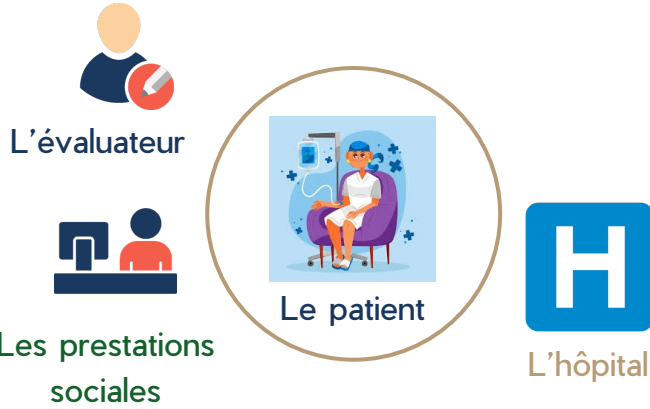 L'évaluateur
Le patient
Les prestations
sociales
H
L'hôpital